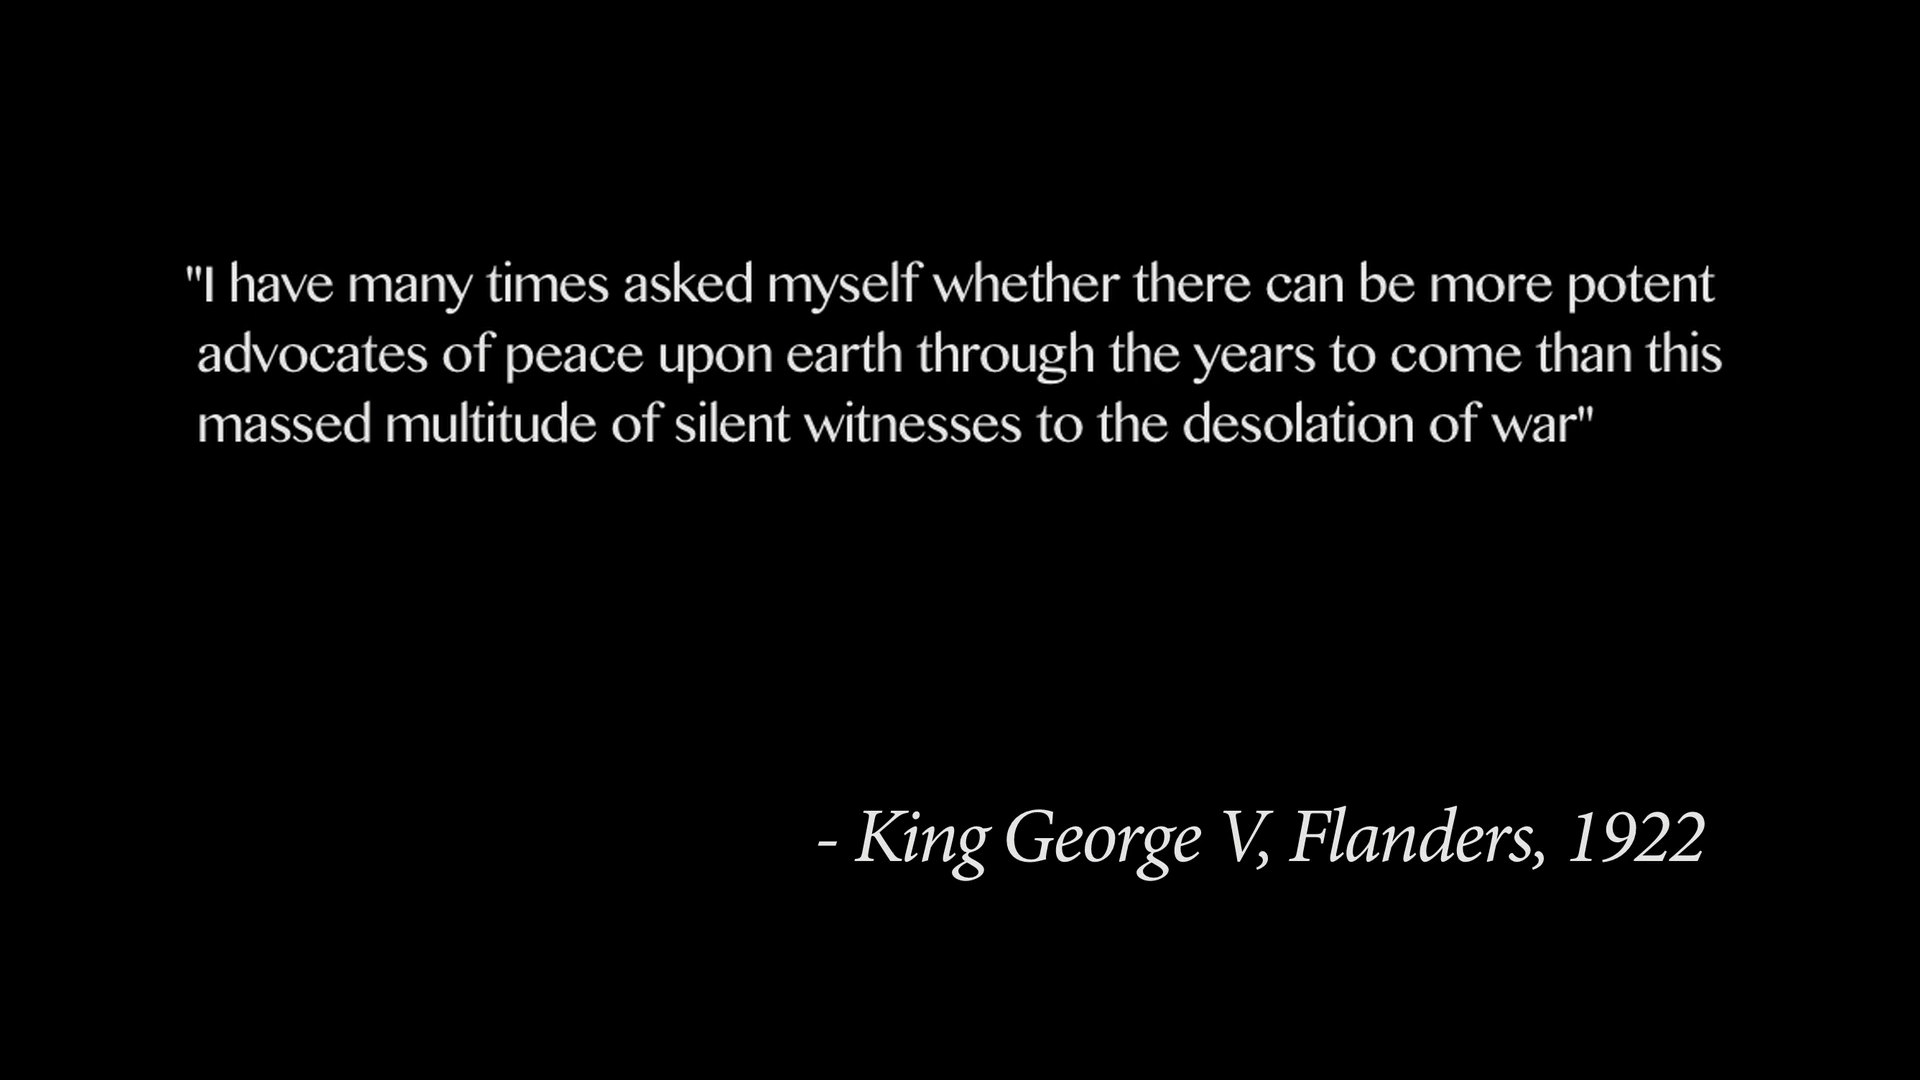 "I have many times asked myself whether there can be more potent
advocates of peace upon earth through the years to come than this
massed multitude of silent witnesses to the desolation of war"
- King George V, Flanders, 1922